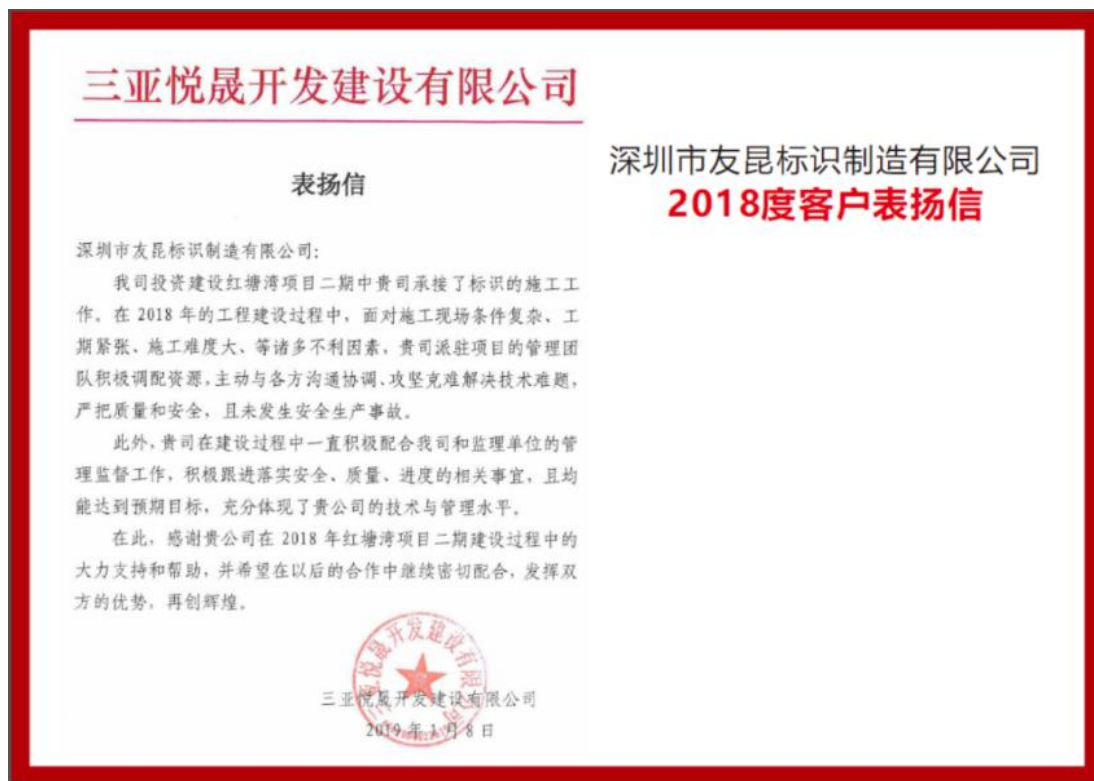 三亚悦晟开发建设有限公司
表扬信
深圳市友昆标识制造有限公司:
我司投资建设红塘湾项目二期中贵司承接了标识的施工工
作。在 2018 年的工程建设过程中，面对施工现场条件复杂、工
期紧张、施工难度大、等诸多不利因素，贵司派驻项目的管理团
队积极调配资源，主动与各方沟通协调、攻坚克难解决技术难题，
严把质量和安全，且未发生安全生产事故。
此外，贵司在建设过程中一直积极配合我司和监理单位的管
理监督工作，积极跟进落实安全、质量、进度的相关事宜，且均
能达到预期目标，充分体现了贵公司的技术与管理水平。
在此，感谢贵公司在 2018 年红塘湾项目二期建设过程中的
大力支持和帮助，并希望在以后的合作中继续密切配合，发挥双
方的优势，再创辉煌。
三亚悦晟开发建设有限公司
三亚悦晟开发建设有限公司
2019 年 1 月 8 日
深圳市友昆标识制造有限公司
2018度客户表扬信